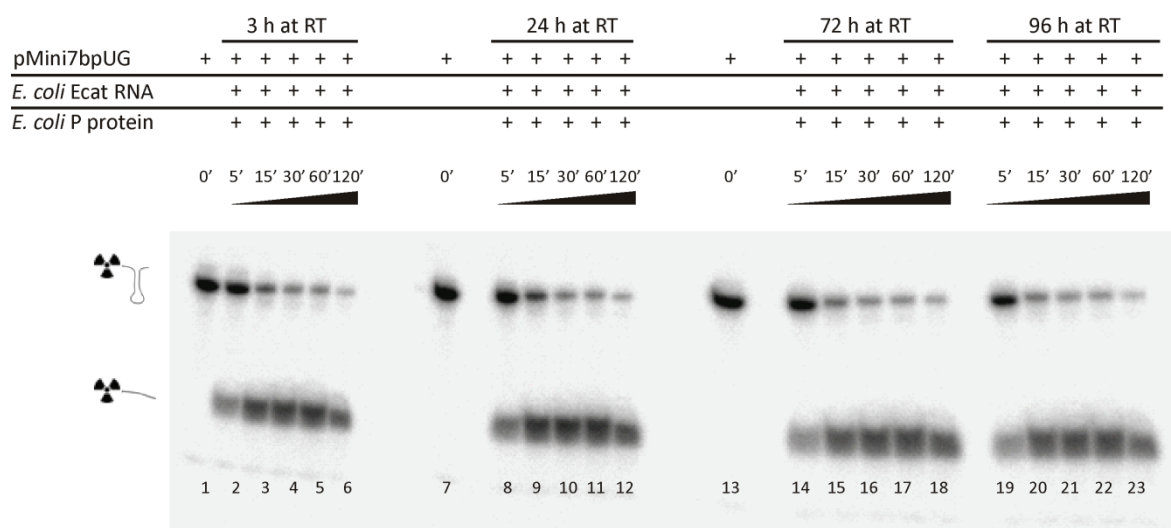 3 h at RT 24 h at RT 72 h at RT 96 h at RT
pMini7bpUG + + + + + + + + + + + + + + + + + + + + + + +
E. coli Ecat RNA + + + + + + + + + + + + + + + + + + + +
E. coli P protein + + + + + + + + + + + + + + + + + + + +
0′ 5′ 15′ 30′ 60′ 120′ 0′ 5′ 15′ 30′ 60′ 120′ 0′ 5′ 15′ 30′ 60′ 120′ 5′ 15′ 30′ 60′ 120′
1 2 3 4 5 6 7 8 9 10 11 12 13 14 15 16 17 18 19 20 21 22 23